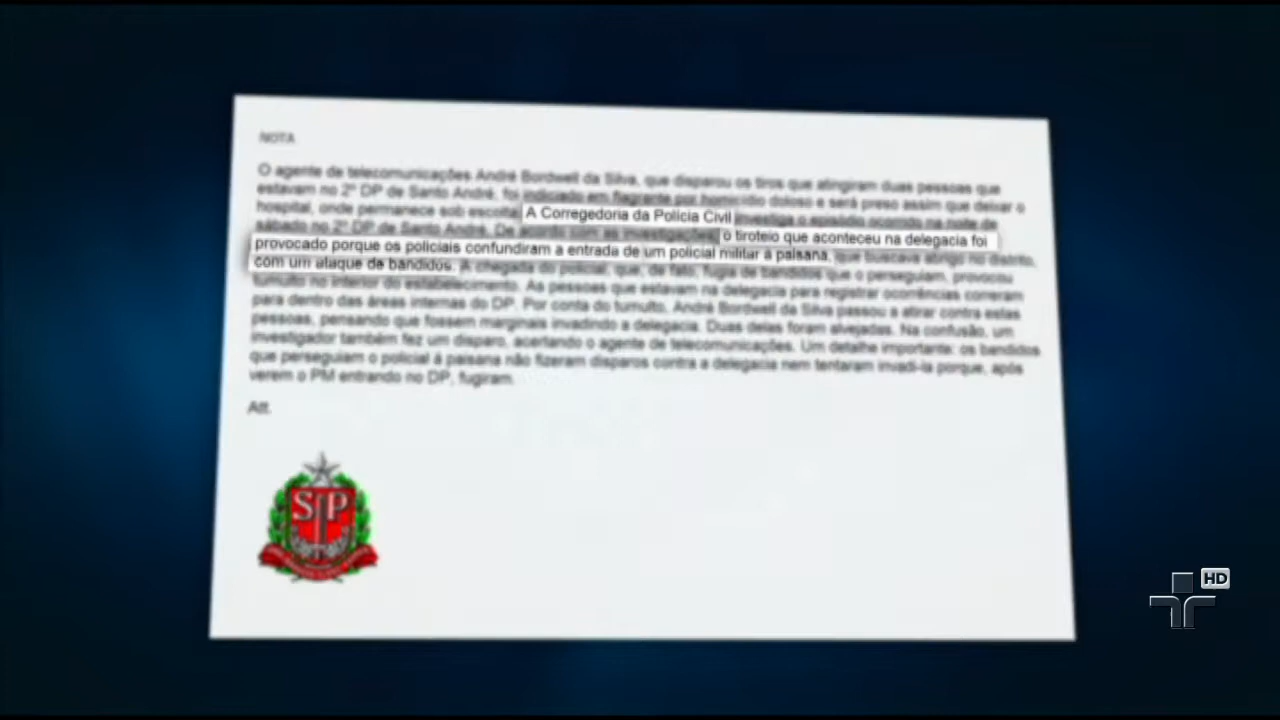 NOTA
O agente de telecomunicações André Bordwell da Silva, que disparou os tiros que atingiram duas pessoas que
estavam no 2º DP de Santo André, foi indiciado em flagrante por homicídio doloso e será preso assim que deixar o
hospital, onde permanece sob escolta. A Corregedoria da Polícia Civil investiga o episódio ocorrido na noite de
sábado no 2º DP de Santo André. De acordo com as investigações, o tiroteio que aconteceu na delegacia foi
provocado porque os policiais confundiram a entrada de um policial militar à paisana, que buscava abrigo no distrito,
com um ataque de bandidos. A chegada do policial, que, de fato, fugia de bandidos que o perseguiam, provocou
tumulto no interior do estabelecimento. As pessoas que estavam na delegacia para registrar ocorrências correram
para dentro das áreas internas do DP. Por conta do tumulto, André Bordwell da Silva passou a atirar contra estas
pessoas, pensando que fossem marginais invadindo a delegacia. Duas delas foram alvejadas. Na confusão, um
investigador também fez um disparo, acertando o agente de telecomunicações. Um detalhe importante: os bandidos
que perseguiam o policial à paisana não fizeram disparos contra a delegacia nem tentaram invadi-la porque, após
verem o PM entrando no DP, fugiram.
Att.
SP
HD